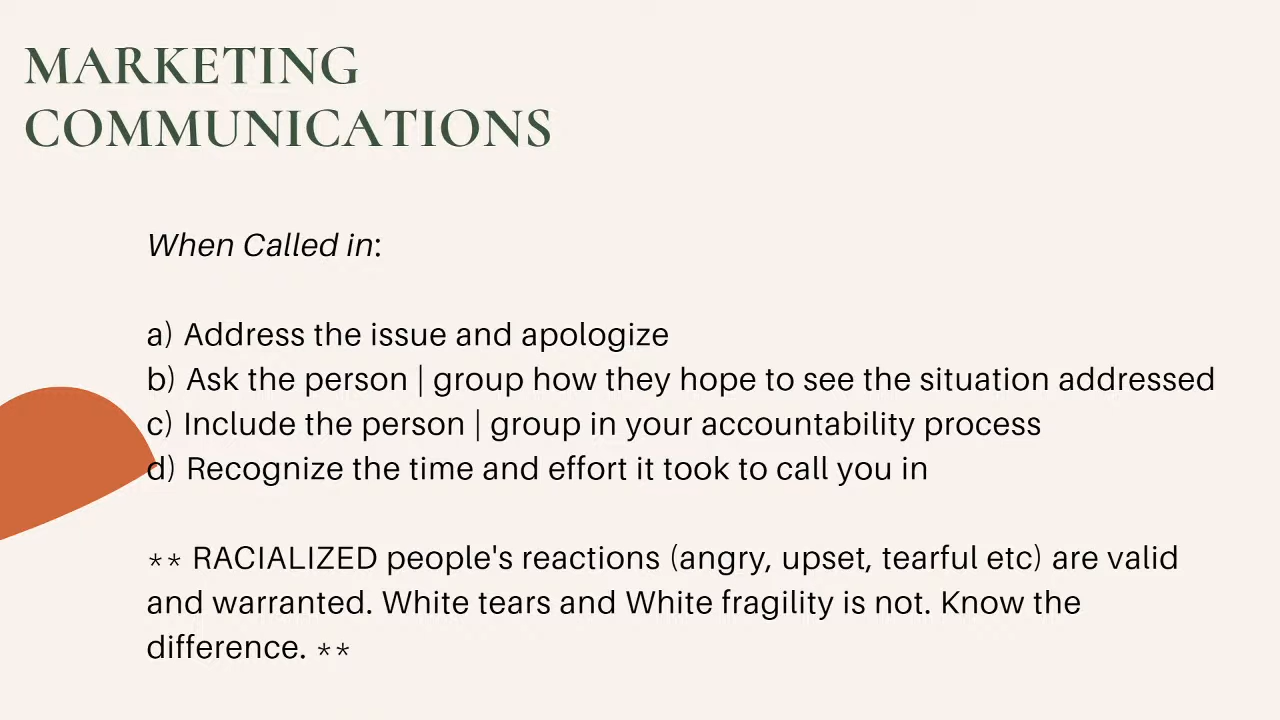 MARKETING
COMMUNICATIONS
When Called in:
a) Address the issue and apologize
b) Ask the person | group how they hope to see the situation addressed
c) Include the person | group in your accountability process
d) Recognize the time and effort it took to call you in
** RACIALIZED people's reactions (angry, upset, tearful etc) are valid
and warranted. White tears and White fragility is not. Know the
difference. **